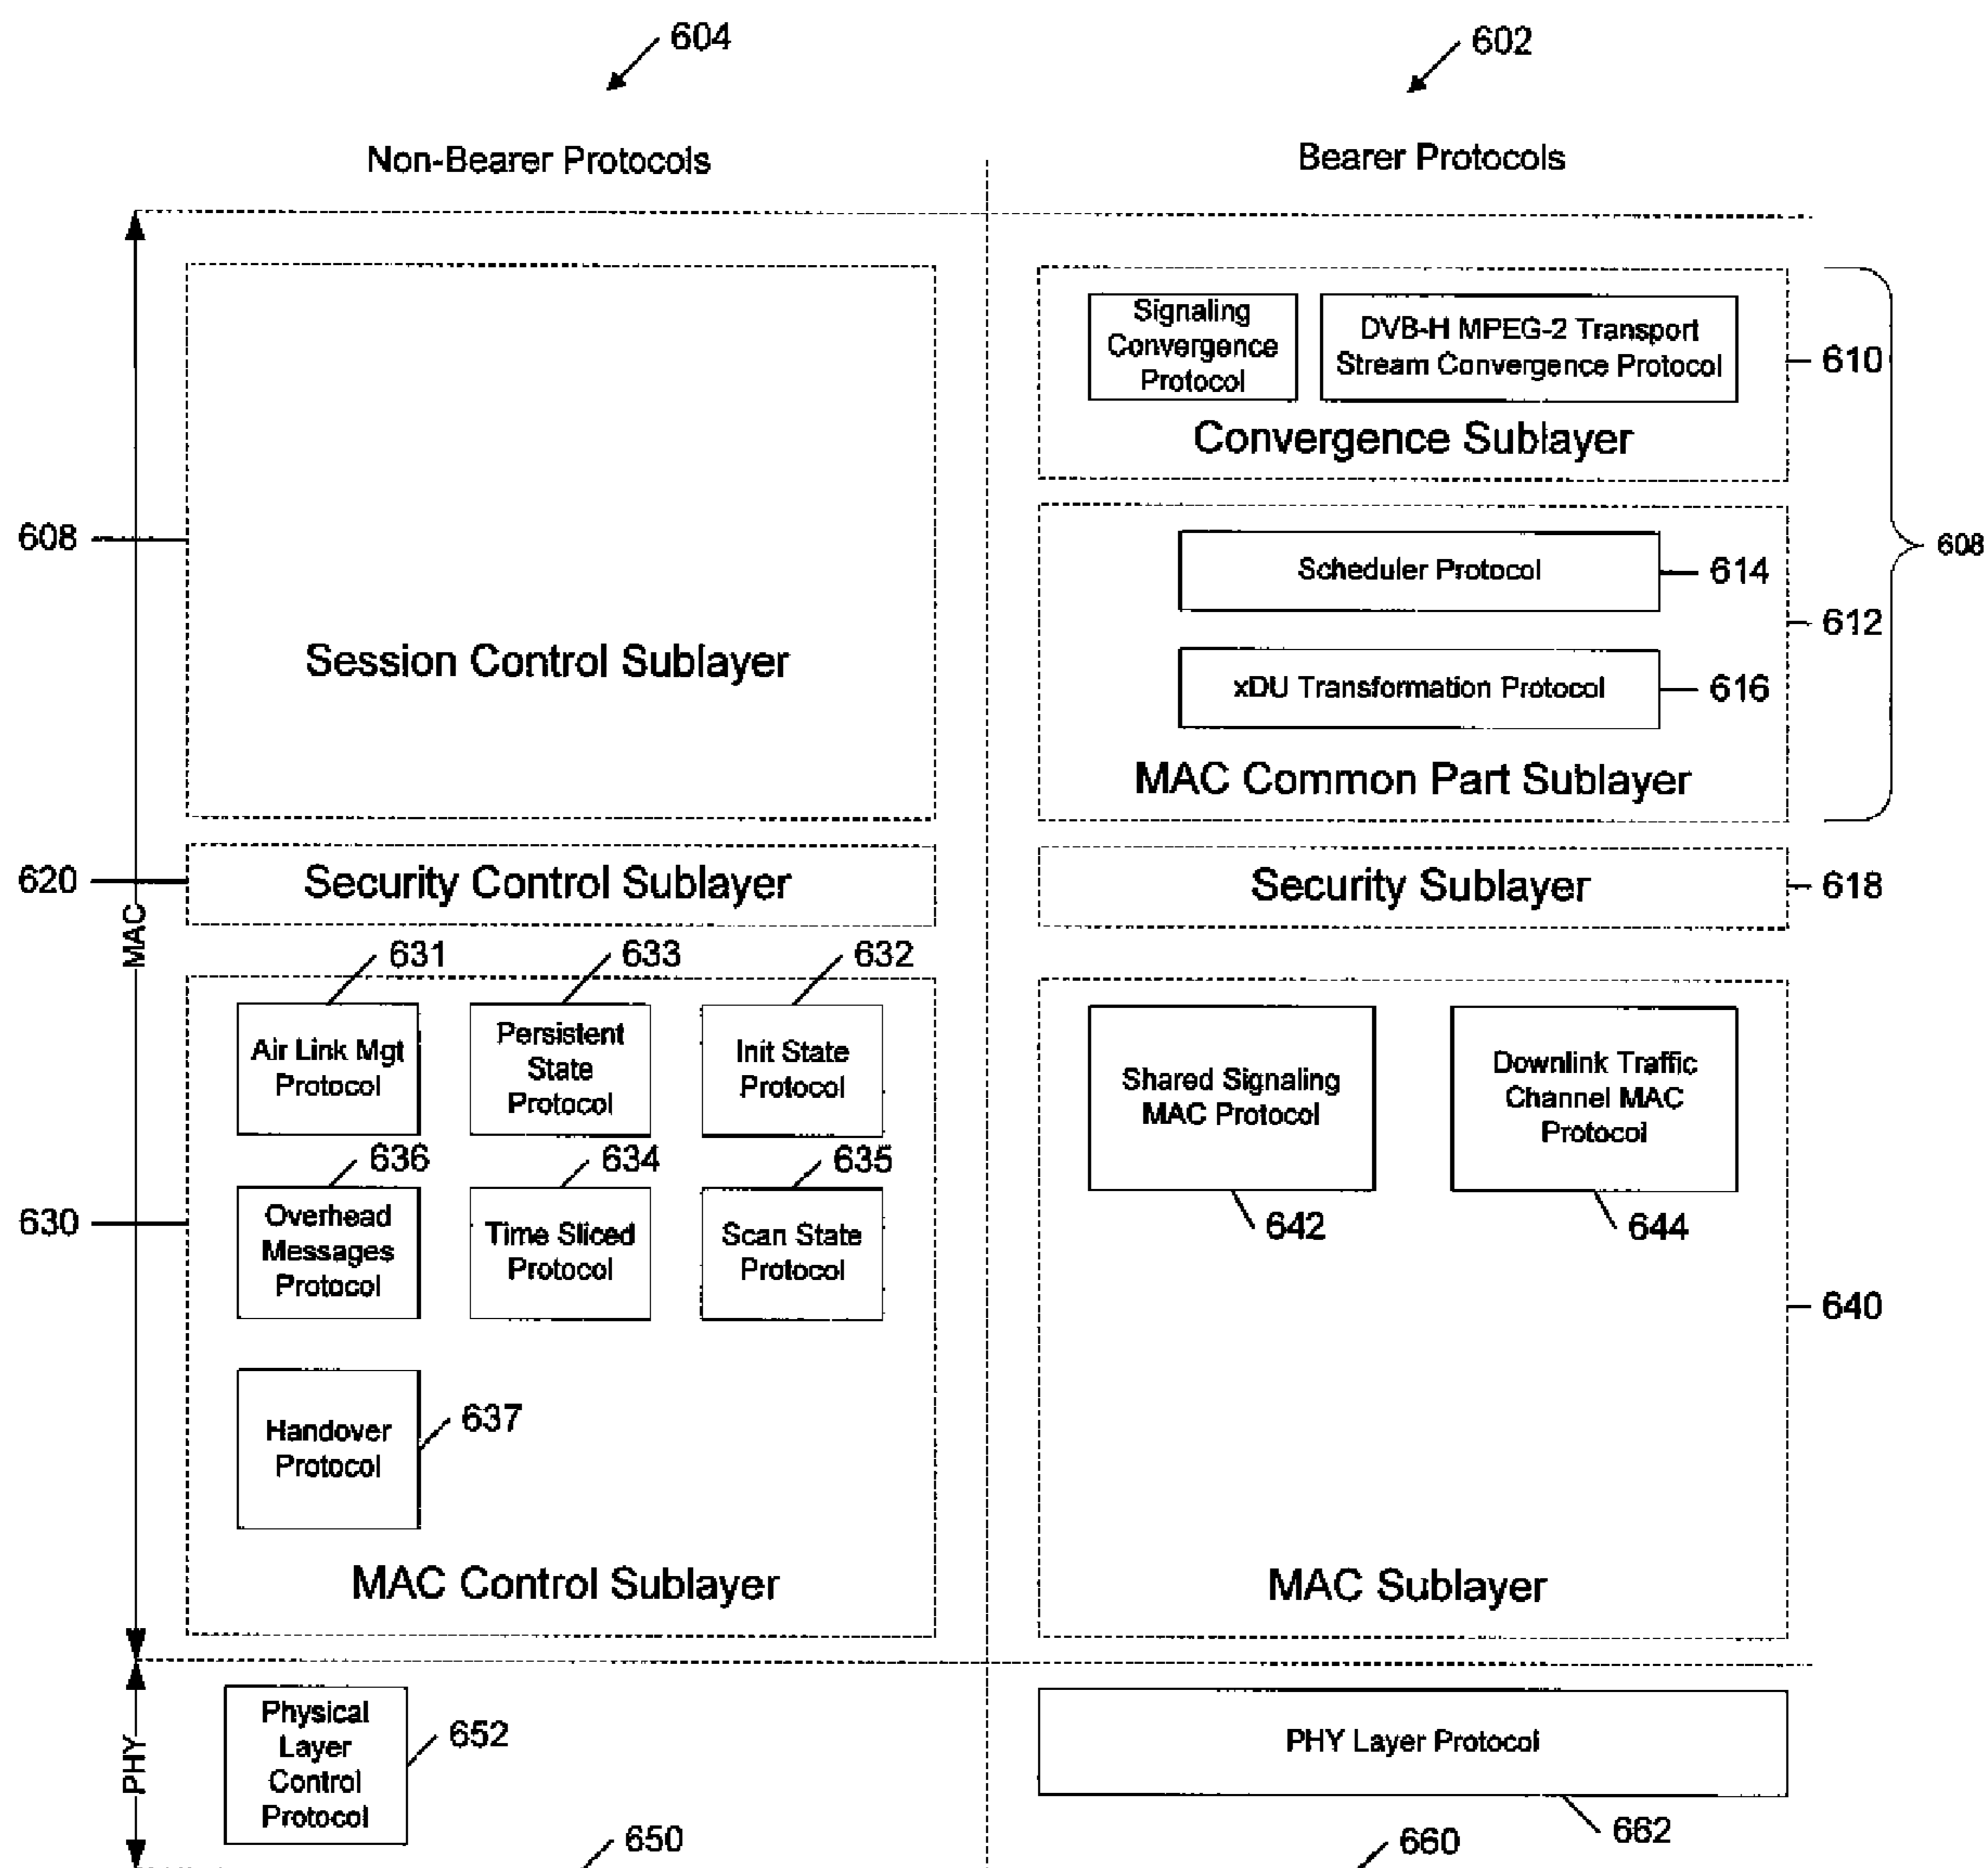 604
602
Non-Bearer Protocols
Bearer Protocols
Signaling
Convergence
Protocol
DVB-H MPEG-2 Transport
Stream Convergence Protocol
610
Convergence Sublayer
608
608
Scheduler Protocol
614
612
Session Control Sublayer
xDU Transformation Protocol
616
MAC Common Part Sublayer
620
Security Control Sublayer
Security Sublayer
618
MAC
631
633
632
Air Link Mgt
Protocol
Persistent
State
Protocol
Init State
Protocol
Shared Signaling
MAC Protocol
Downlink Traffic
Channel MAC
Protocol
636
634
635
630
Overhead
Messages
Protocol
Time Sliced
Protocol
Scan State
Protocol
642
644
640
Handover
Protocol
637
MAC Control Sublayer
MAC Sublayer
PHY
Physical
Layer
Control
Protocol
652
PHY Layer Protocol
662
650
660